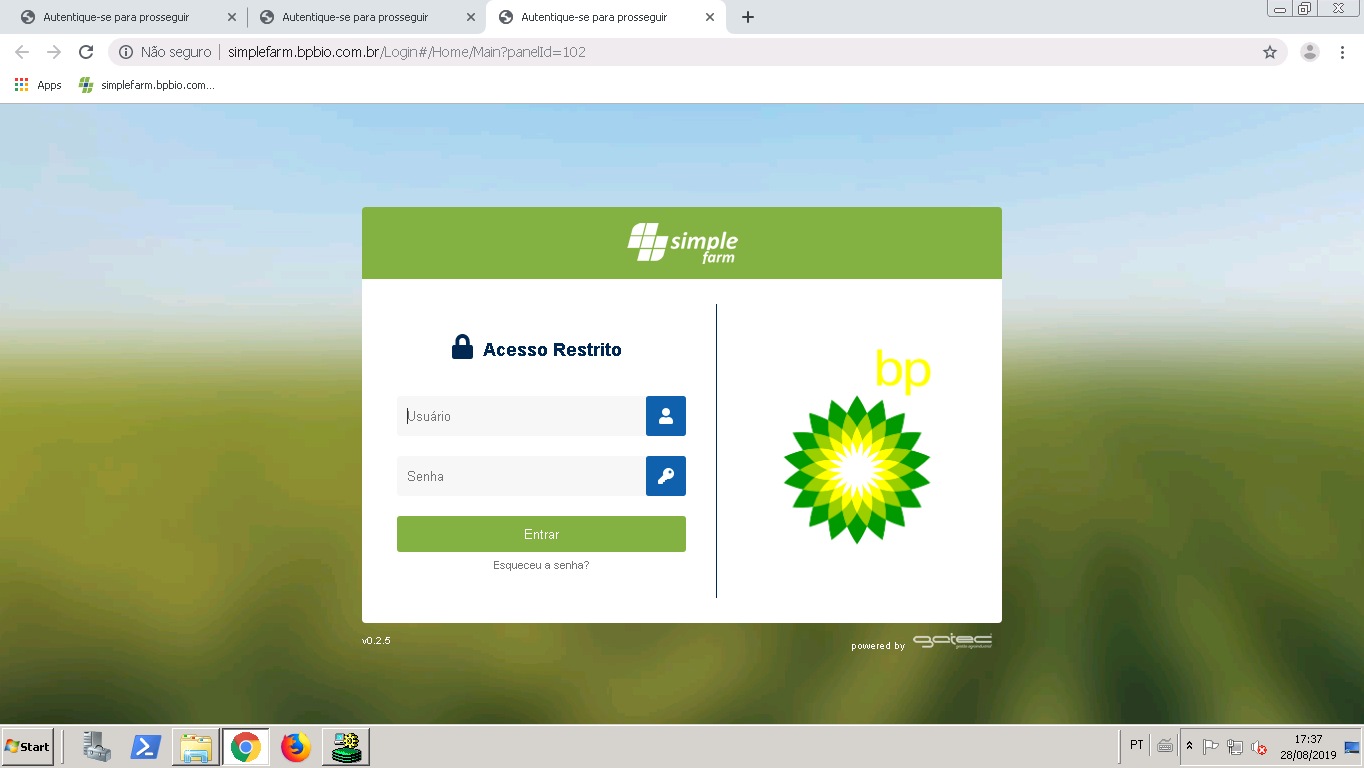 Autentique-se para prosseguir
Autentique-se para prosseguir
Autentique-se para prosseguir
Não seguro
simplefarm.bpbio.com.br/Login#/Home/Main?panelId=102
Apps
simplefarm.bpbio.com...
simple
farm
Acesso Restrito
bp
Usuário
Senha
Entrar
Esqueceu a senha?
v0.2.5
powered by
gatec
Start
PT
17:37
28/08/2019